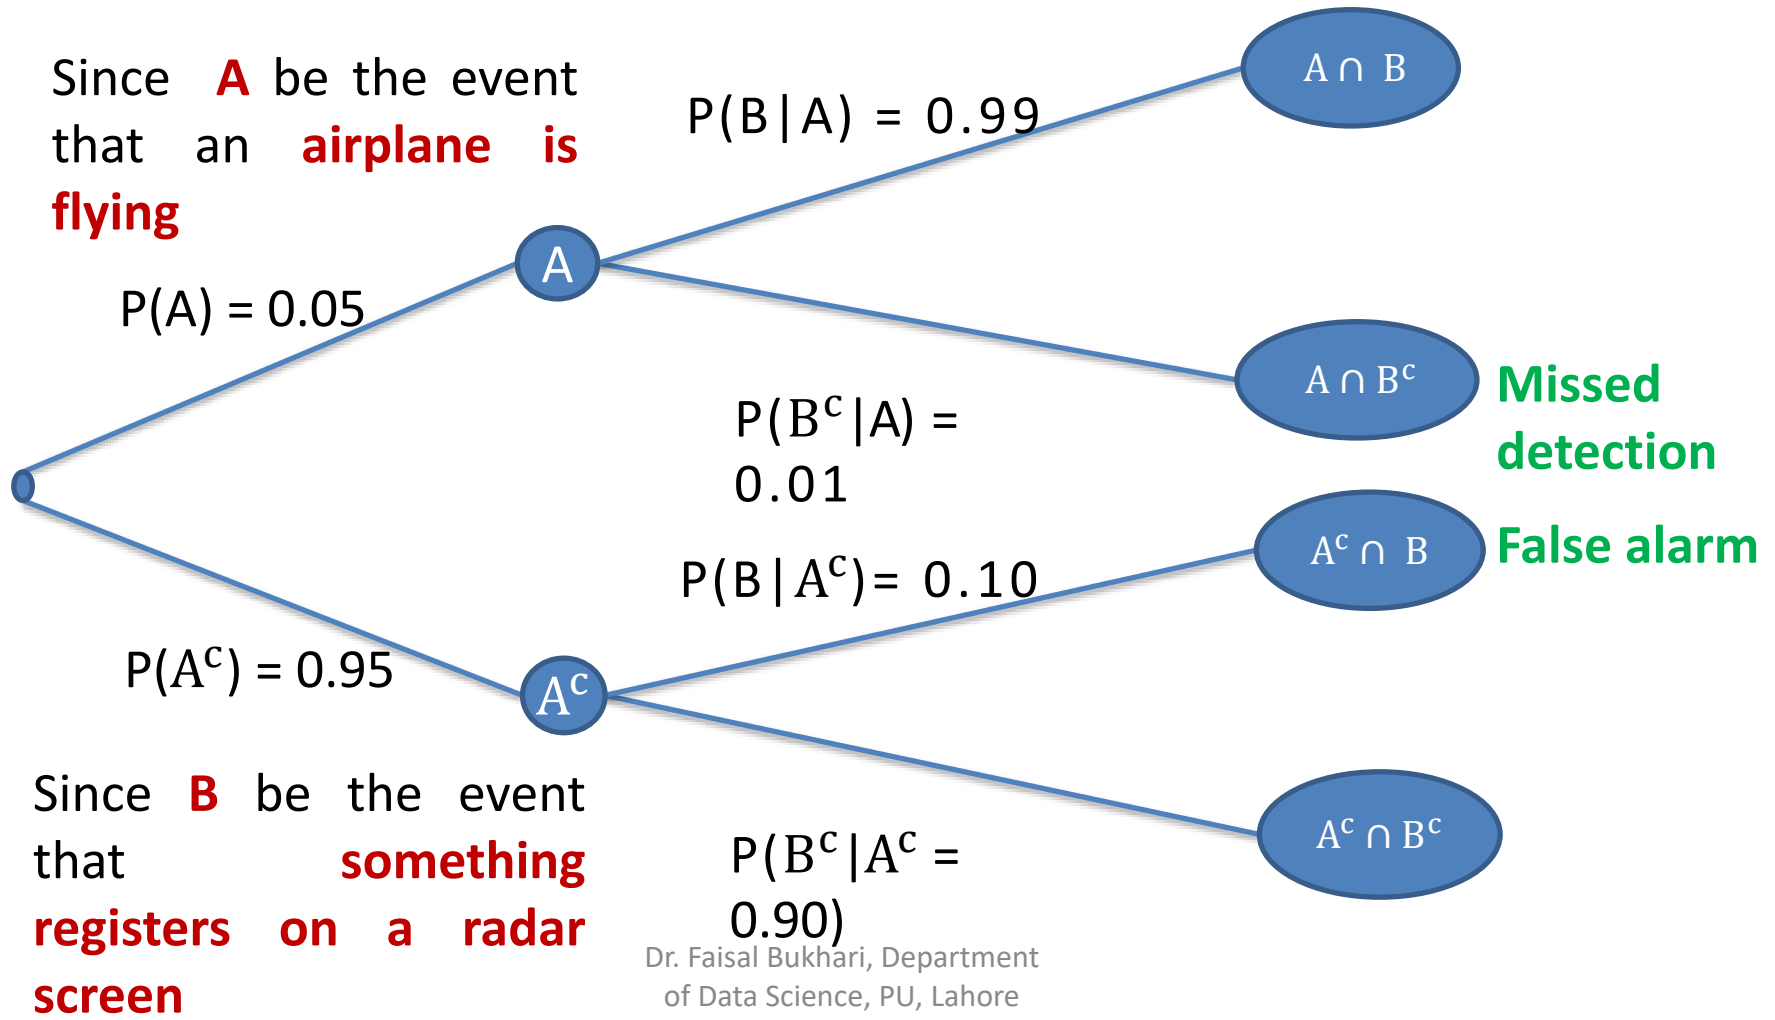 Since A be the event
that an airplane is
flying
P(A) = 0.05
P(B|A) = 0.99
A ∩ B
A
P(Bᶜ|A) =
0.01
A ∩ Bᶜ
Missed
detection
P(B|Aᶜ)= 0.10
Aᶜ ∩ B
False alarm
P(Aᶜ) = 0.95
Aᶜ
Since B be the event
that something
registers on a radar
screen
P(Bᶜ|Aᶜ =
0.90)
Aᶜ ∩ Bᶜ
Dr. Faisal Bukhari, Department
of Data Science, PU, Lahore